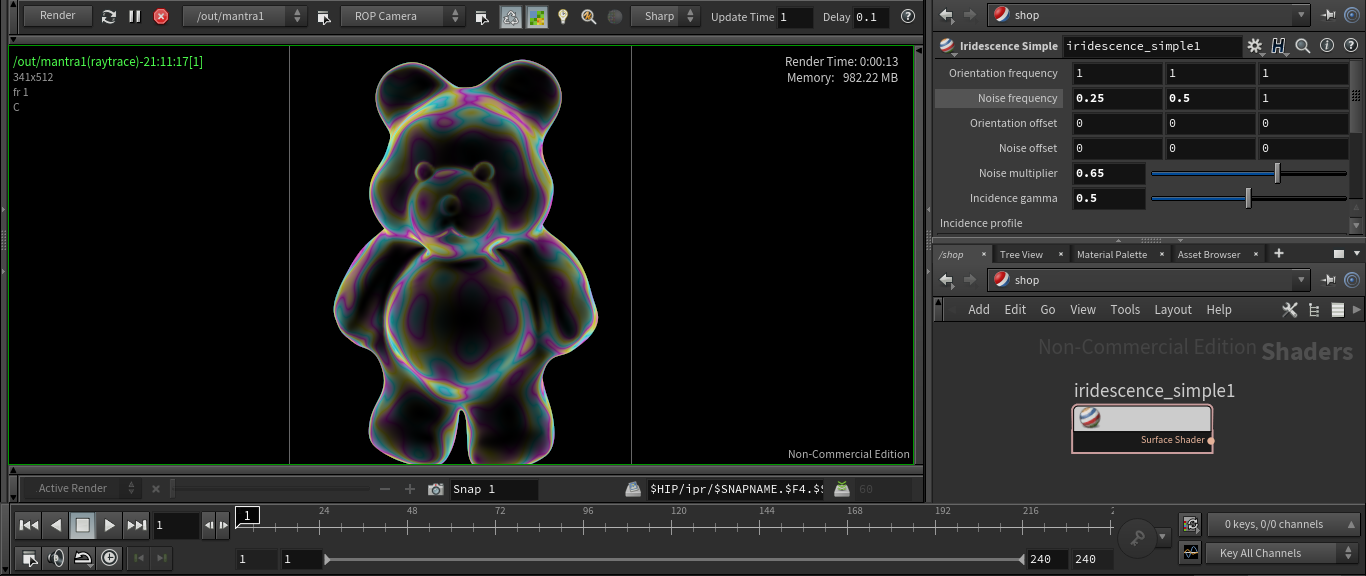 Render
/out/mantra1
ROP Camera
Sharp
Update Time 1
Delay 0.1
/out/mantra1(raytrace)-21:11:17[1]
341x512
fr 1
C
Render Time: 0:00:13
Memory: 982.22 MB
Non-Commercial Edition
Active Render
Snap 1
$HIP/ipr/$SNAPNAME.$F4.$
60
1
1
24
48
72
96
120
144
168
192
216
1
1
240
240
0 keys, 0/0 channels
Key All Channels
shop
Iridescence Simple
iridescence_simple1
Orientation frequency 1 1 1
Noise frequency 0.25 0.5 1
Orientation offset 0 0 0
Noise offset 0 0 0
Noise multiplier 0.65
Incidence gamma 0.5
Incidence profile
/shop
Tree View
Material Palette
Asset Browser
shop
Add Edit Go View Tools Layout Help
Non-Commercial Edition
Shaders
iridescence_simple1
Surface Shader